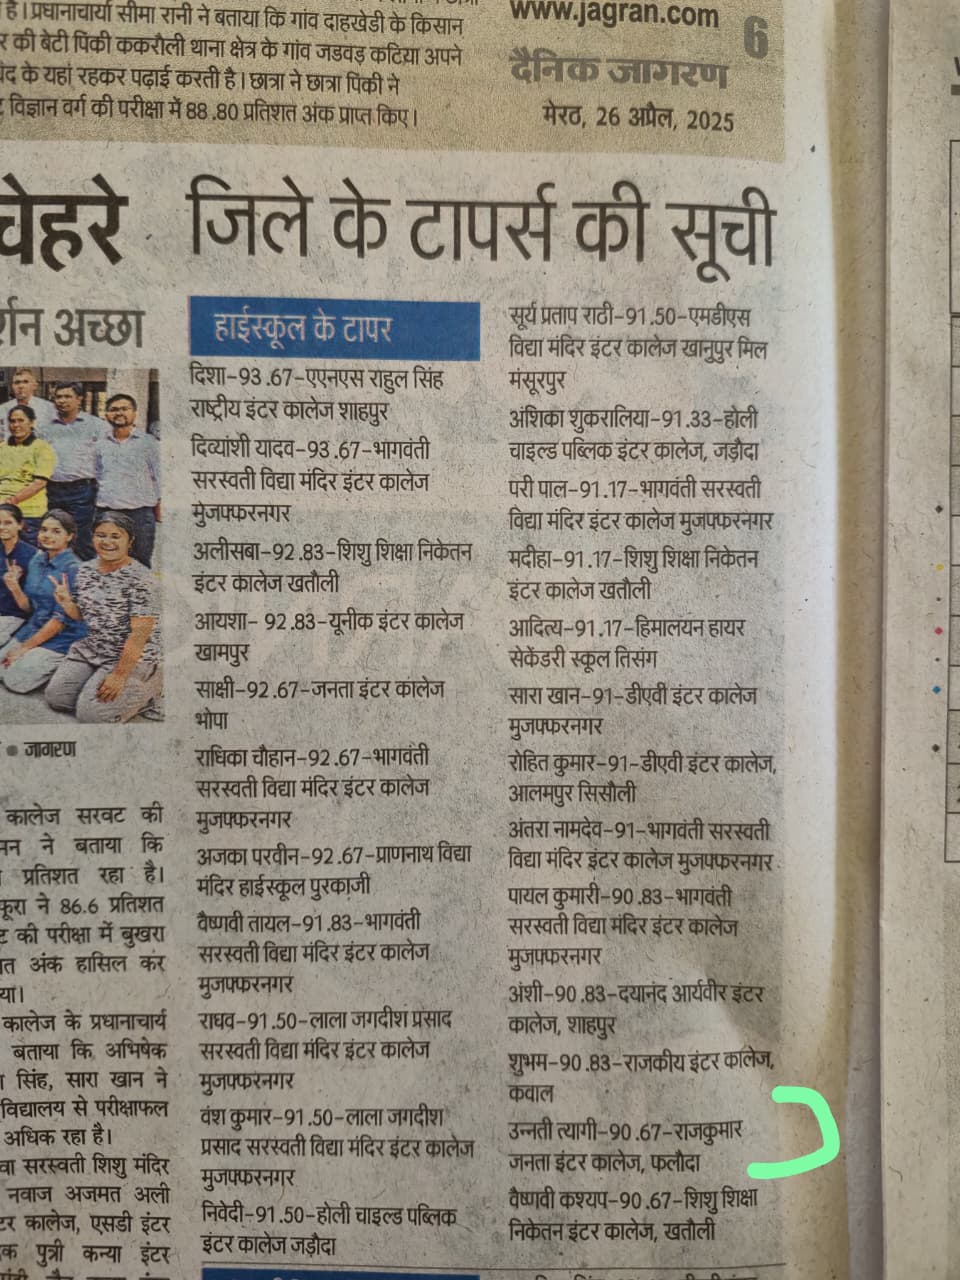 है। प्रधानाचार्या सीमा रानी ने बताया कि गांव दाहखेडी के किसान
र की बेटी पिंकी ककरौली थाना क्षेत्र के गांव जडवड़ कटिया अपने
के यहां रहकर पढ़ाई करती है। छात्रा ने छात्रा पिंकी ने
विज्ञान वर्ग की परीक्षा में 88.80 प्रतिशत अंक प्राप्त किए।
www.jagran.com 6
दैनिक जागरण
मेरठ, 26 अप्रैल, 2025
चेहरे
र्शन अच्छा
जागरण
कालेज सरवट की
ने बताया कि
प्रतिशत रहा है।
ने 86.6 प्रतिशत
की परीक्षा में बुखरा
अंक हासिल कर
कालेज के प्रधानाचार्य
बताया कि अभिषेक
सिंह, सारा खान ने
विद्यालय से परीक्षाफल
अधिक रहा है।
सरस्वती शिशु मंदिर
नवाज अजमत अली
टर कालेज, एसडी इंटर
क पुत्री कन्या इंटर
जिले के टापर्स की सूची
हाईस्कूल के टापर
दिशा-93.67-एएनएस राहुल सिंह
राष्ट्रीय इंटर कालेज शाहपुर
दिव्यांशी यादव-93.67-भागवंती
सरस्वती विद्या मंदिर इंटर कालेज
मुजफ्फरनगर
अलीसबा-92.83-शिशु शिक्षा निकेतन
इंटर कालेज खतौली
आयशा- 92.83-यूनीक इंटर कालेज
खामपुर
साक्षी-92.67-जनता इंटर कालेज
भोपा
राधिका चौहान-92.67-भागवंती
सरस्वती विद्या मंदिर इंटर कालेज
मुजफ्फरनगर
अजका परवीन-92.67-प्राणनाथ विद्या
मंदिर हाईस्कूल पुरकाजी
वैष्णवी तायल-91.83-भागवंती
सरस्वती विद्या मंदिर इंटर कालेज
मुजफ्फरनगर
राघव-91.50-लाला जगदीश प्रसाद
सरस्वती विद्या मंदिर इंटर कालेज
मुजफ्फरनगर
वंश कुमार-91.50-लाला जगदीश
प्रसाद सरस्वती विद्या मंदिर इंटर कालेज
मुजफ्फरनगर
निवेदी-91.50-होली चाइल्ड पब्लिक
इंटर कालेज जड़ौदा
सूर्य प्रताप राठी-91.50-एमडीएस
विद्या मंदिर इंटर कालेज खानुपुर मिल
मंसूरपुर
अंशिका शुकरालिया-91.33-होली
चाइल्ड पब्लिक इंटर कालेज, जड़ौदा
परी पाल-91.17-भागवंती सरस्वती
विद्या मंदिर इंटर कालेज मुजफ्फरनगर
मदीहा-91.17-शिशु शिक्षा निकेतन
इंटर कालेज खतौली
आदित्य-91.17-हिमालयन हायर
सेकेंडरी स्कूल तिसंग
सारा खान-91-डीएवी इंटर कालेज
मुजफ्फरनगर
रोहित कुमार-91-डीएवी इंटर कालेज,
आलमपुर सिसौली
अंतरा नामदेव-91-भागवंती सरस्वती
विद्या मंदिर इंटर कालेज मुजफ्फरनगर
पायल कुमारी-90.83-भागवंती
सरस्वती विद्या मंदिर इंटर कालेज
मुजफ्फरनगर
अंशी-90.83-दयानंद आर्यवीर इंटर
कालेज, शाहपुर
शुभम-90.83-राजकीय इंटर कालेज,
कवाल
उन्नती त्यागी-90.67-राजकुमार
जनता इंटर कालेज, फलौदा
वैष्णवी कश्यप-90.67-शिशु शिक्षा
निकेतन इंटर कालेज, खतौली